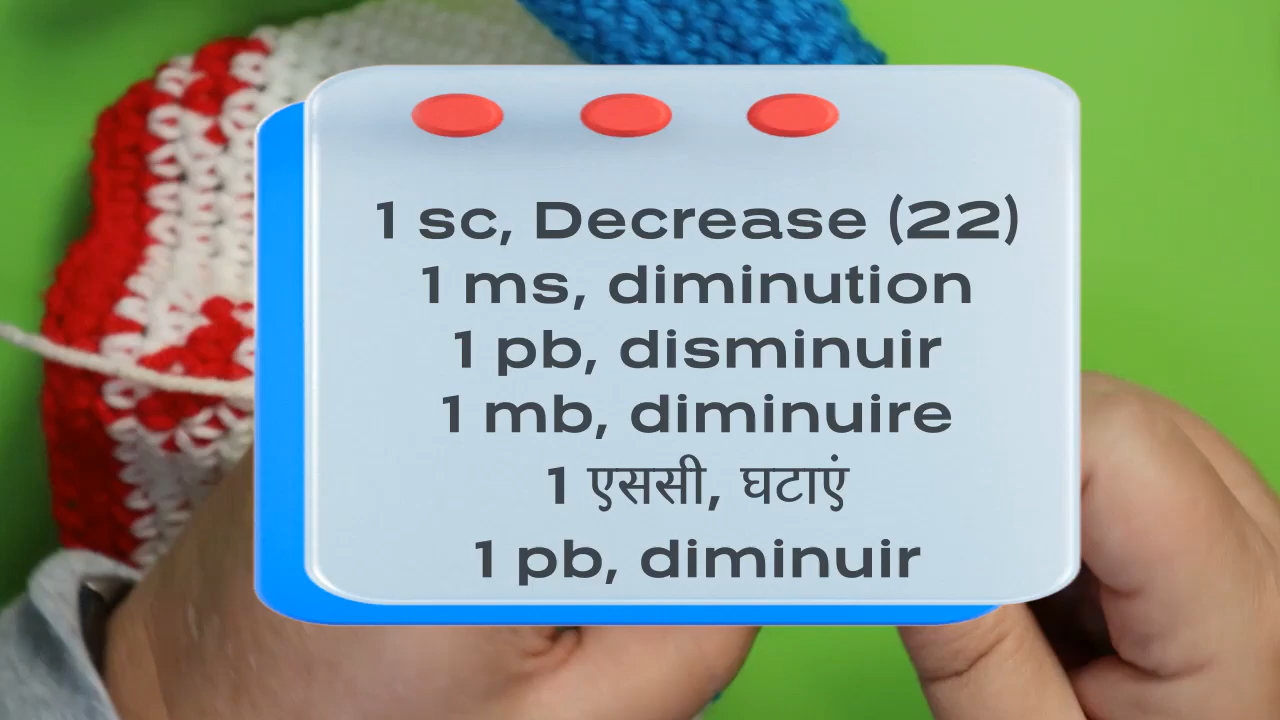 1 sc, Decrease (22)
1 ms, diminution
1 pb, disminuir
1 mb, diminuire
1 एससी, घटाएं
1 pb, diminuir